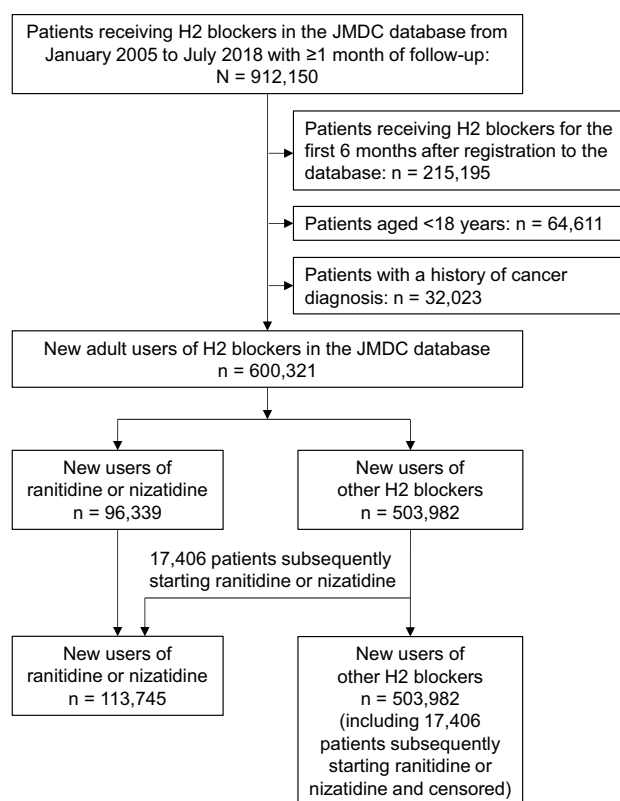 Patients receiving H2 blockers in the JMDC database from
January 2005 to July 2018 with ≥1 month of follow-up:
N = 912,150
Patients receiving H2 blockers for the
first 6 months after registration to the
database: n = 215,195
Patients aged <18 years: n = 64,611
Patients with a history of cancer
diagnosis: n = 32,023
New adult users of H2 blockers in the JMDC database
n = 600,321
New users of
ranitidine or nizatidine
n = 96,339
New users of
other H2 blockers
n = 503,982
17,406 patients subsequently
starting ranitidine or nizatidine
New users of
ranitidine or nizatidine
n = 113,745
New users of
other H2 blockers
n = 503,982
(including 17,406
patients subsequently
starting ranitidine or
nizatidine and censored)